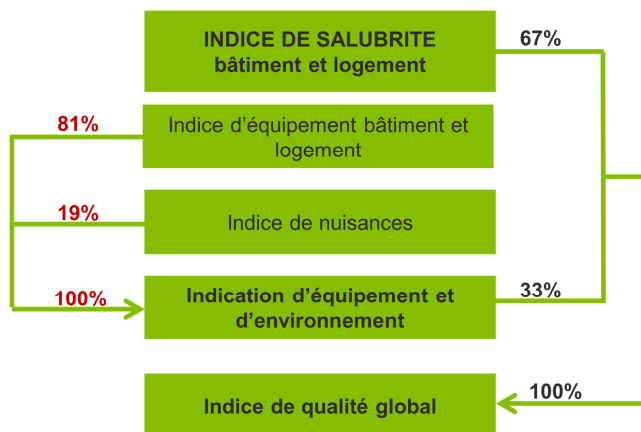 INDICE DE SALUBRITE
bâtiment et logement
67%
81%
Indice d'équipement bâtiment et
logement
19%
Indice de nuisances
100%
Indication d'équipement et
d'environnement
33%
Indice de qualité global
100%